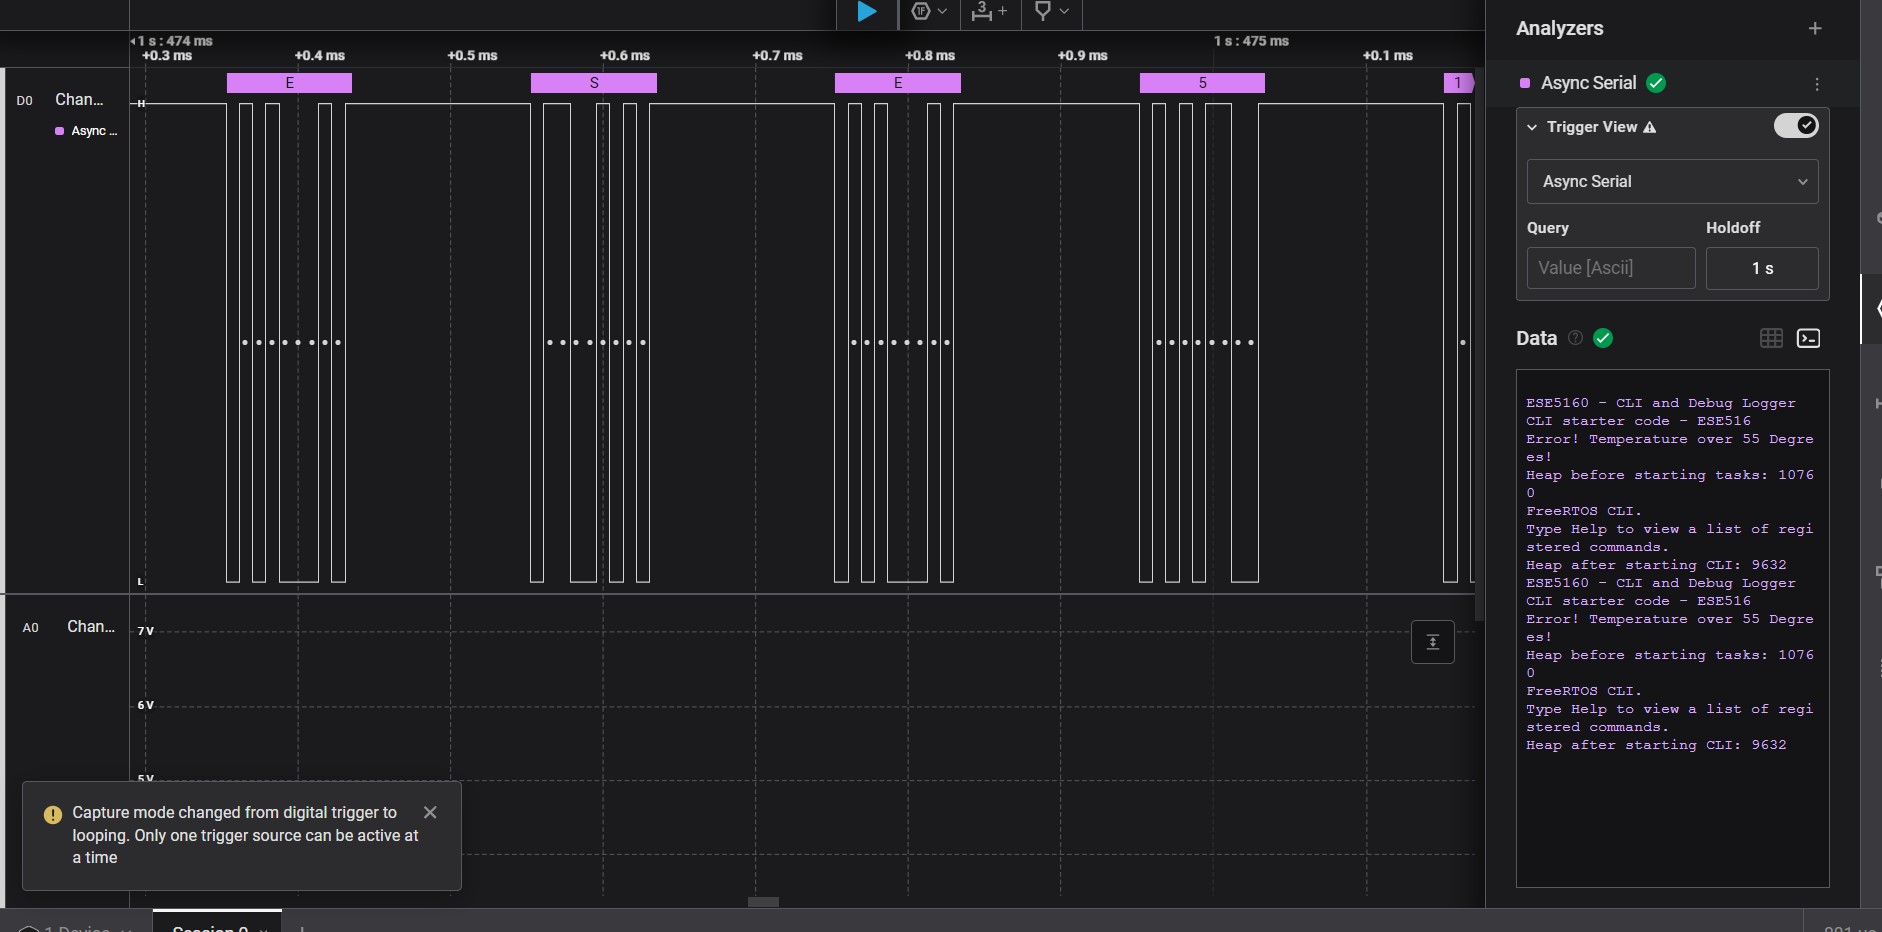 1F
3
+
1 s : 474 ms
1 s : 475 ms
+0.3 ms
+0.4 ms
+0.5 ms
+0.6 ms
+0.7 ms
+0.8 ms
+0.9 ms
+0.1 ms
E
S
E
5
1
D0
Chan...
Async ...
H
L
A0
Chan...
7 V
6 V
5 V
Capture mode changed from digital trigger to
looping. Only one trigger source can be active at
a time
1 Device
Session 0
Analyzers
+
Async Serial
Trigger View
Async Serial
Query
Holdoff
Value [Ascii]
1 s
Data
ESE5160 - CLI and Debug Logger
CLI starter code - ESE516
Error! Temperature over 55 Degre
es!
Heap before starting tasks: 1076
0
FreeRTOS CLI.
Type Help to view a list of regi
stered commands.
Heap after starting CLI: 9632
ESE5160 - CLI and Debug Logger
CLI starter code - ESE516
Error! Temperature over 55 Degre
es!
Heap before starting tasks: 1076
0
FreeRTOS CLI.
Type Help to view a list of regi
stered commands.
Heap after starting CLI: 9632